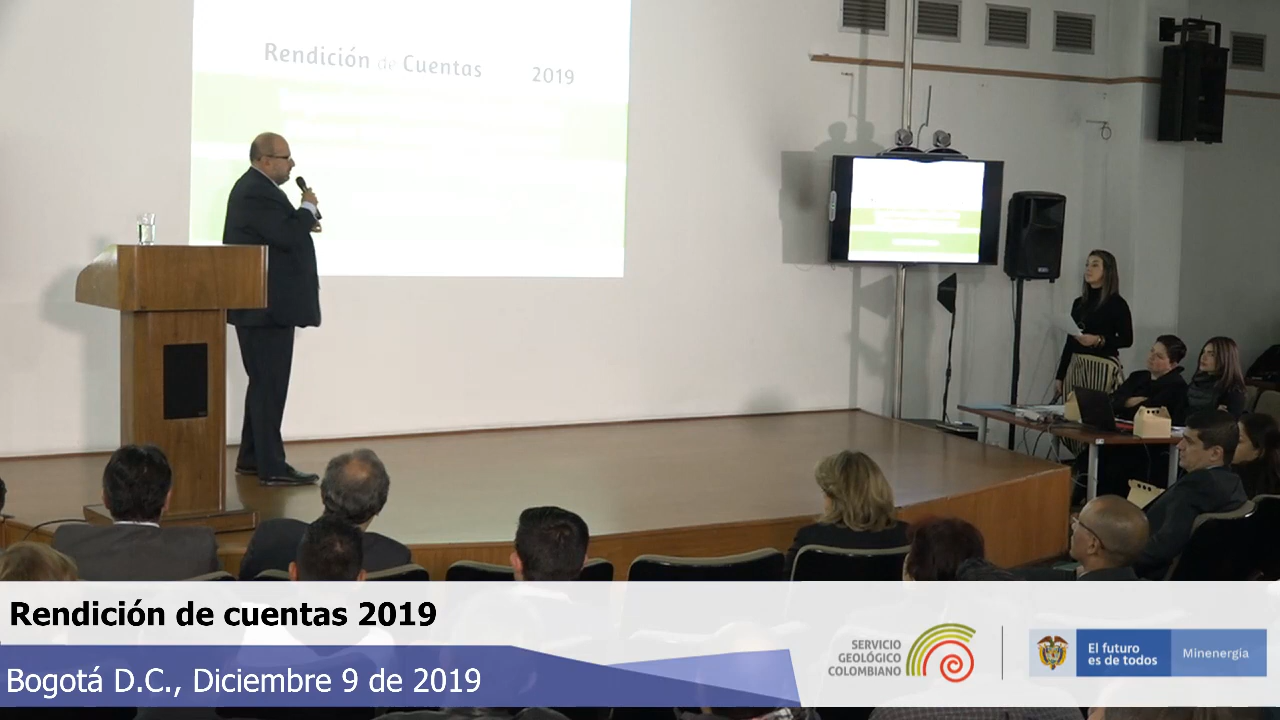 Rendición de Cuentas 2019
Rendición de cuentas 2019
Bogotá D.C., Diciembre 9 de 2019
SERVICIO
GEOLÓGICO
COLOMBIANO
El futuro
es de todos
Minenergía